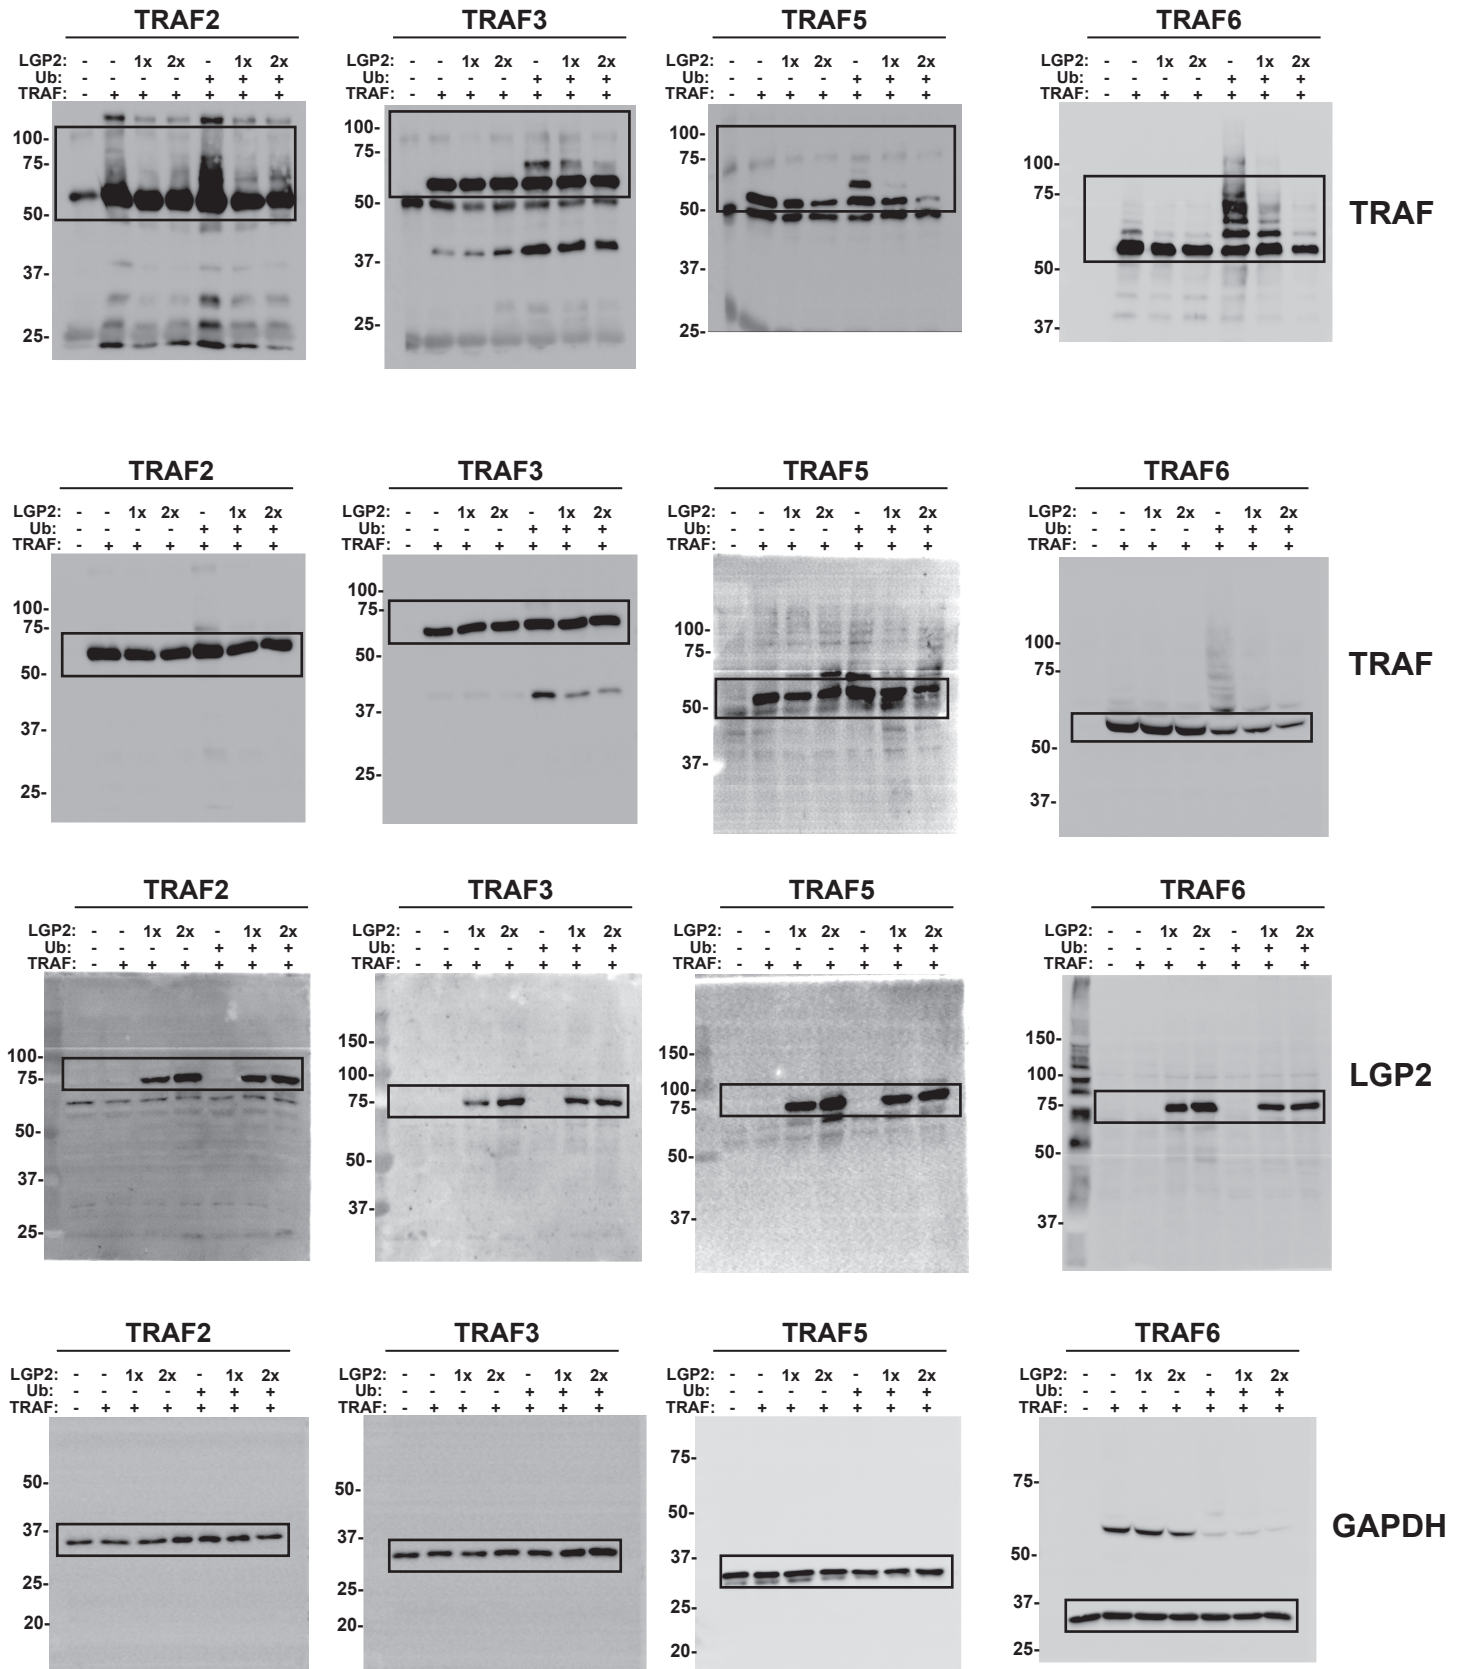 TRAF2 TRAF3 TRAF5 TRAF6
LGP2: - - 1x 2x - 1x 2x LGP2: - - 1x 2x - 1x 2x LGP2: - - 1x 2x - 1x 2x LGP2: - - 1x 2x - 1x 2x
Ub: - - - - + + + Ub: - - - - + + + Ub: - - - - + + + Ub: - - - - + + +
TRAF: - + + + + + + TRAF: - + + + + + + TRAF: - + + + + + + TRAF: - + + + + + +
100- 100- 100- 100-
75- 75- 75- 75-
50- 50- 50- 50-
37- 37- 37- 37-
25- 25- 25-
TRAF
TRAF2 TRAF3 TRAF5 TRAF6
LGP2: - - 1x 2x - 1x 2x LGP2: - - 1x 2x - 1x 2x LGP2: - - 1x 2x - 1x 2x LGP2: - - 1x 2x - 1x 2x
Ub: - - - - + + + Ub: - - - - + + + Ub: - - - - + + + Ub: - - - - + + +
TRAF: - + + + + + + TRAF: - + + + + + + TRAF: - + + + + + + TRAF: - + + + + + +
100- 100- 100- 100-
75- 75- 75- 75-
50- 50- 50- 50-
37- 37- 37- 37-
25- 25-
TRAF
TRAF2 TRAF3 TRAF5 TRAF6
LGP2: - - 1x 2x - 1x 2x LGP2: - - 1x 2x - 1x 2x LGP2: - - 1x 2x - 1x 2x LGP2: - - 1x 2x - 1x 2x
Ub: - - - - + + + Ub: - - - - + + + Ub: - - - - + + + Ub: - - - - + + +
TRAF: - + + + + + + TRAF: - + + + + + + TRAF: - + + + + + + TRAF: - + + + + + +
150- 150- 150-
100- 100- 100- 100-
75- 75- 75- 75-
50- 50- 50- 50-
37- 37- 37- 37-
25-
LGP2
TRAF2 TRAF3 TRAF5 TRAF6
LGP2: - - 1x 2x - 1x 2x LGP2: - - 1x 2x - 1x 2x LGP2: - - 1x 2x - 1x 2x LGP2: - - 1x 2x - 1x 2x
Ub: - - - - + + + Ub: - - - - + + + Ub: - - - - + + + Ub: - - - - + + +
TRAF: - + + + + + + TRAF: - + + + + + + TRAF: - + + + + + + TRAF: - + + + + + +
75- 75-
50- 50- 50- 50-
37- 37- 37- 37-
25- 25- 25- 25-
20- 20- 20-
GAPDH